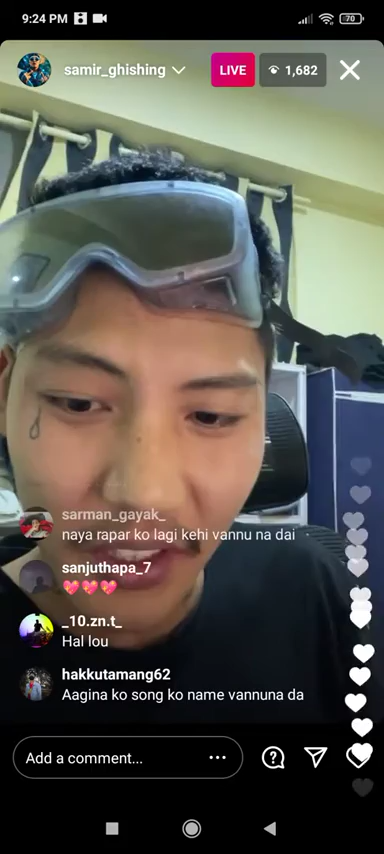 9:24 PM
70
samir_ghishing
LIVE
1,682
sarman_gayak_
naya rapar ko lagi kehi vannu na dai
sanjuthapa_7
💖💖💖
_10.zn.t_
Hal lou
hakkutamang62
Aagina ko song ko name vannuna da
Add a comment...